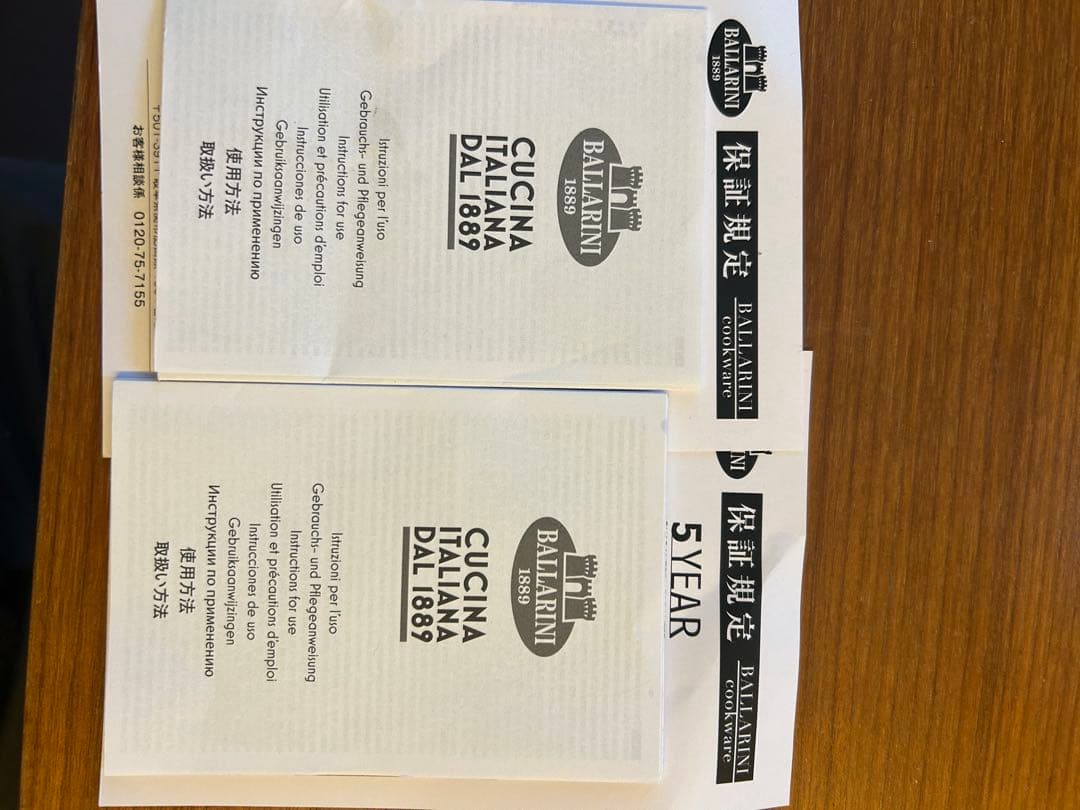 BALLARINI
1889
保証規定
BALLARINI
cookware
BALLARINI
1889
CUCINA
ITALIANA
DAL 1889
Istruzioni per l'uso
Gebrauchs- und Pflegeanweisung
Instructions for use
Utilisation et précautions d'emploi
Instrucciones de uso
Gebruiksaanwijzingen
Инструкции по применению
使用方法
取扱い方法
お客様相談係 0120-75-7155
NI
保証規定
BALLARINI
cookware
5 YEAR
BALLARINI
1889
CUCINA
ITALIANA
DAL 1889
Istruzioni per l'uso
Gebrauchs- und Pflegeanweisung
Instructions for use
Utilisation et précautions d'emploi
Instrucciones de uso
Gebruiksaanwijzingen
Инструкции по применению
使用方法
取扱い方法